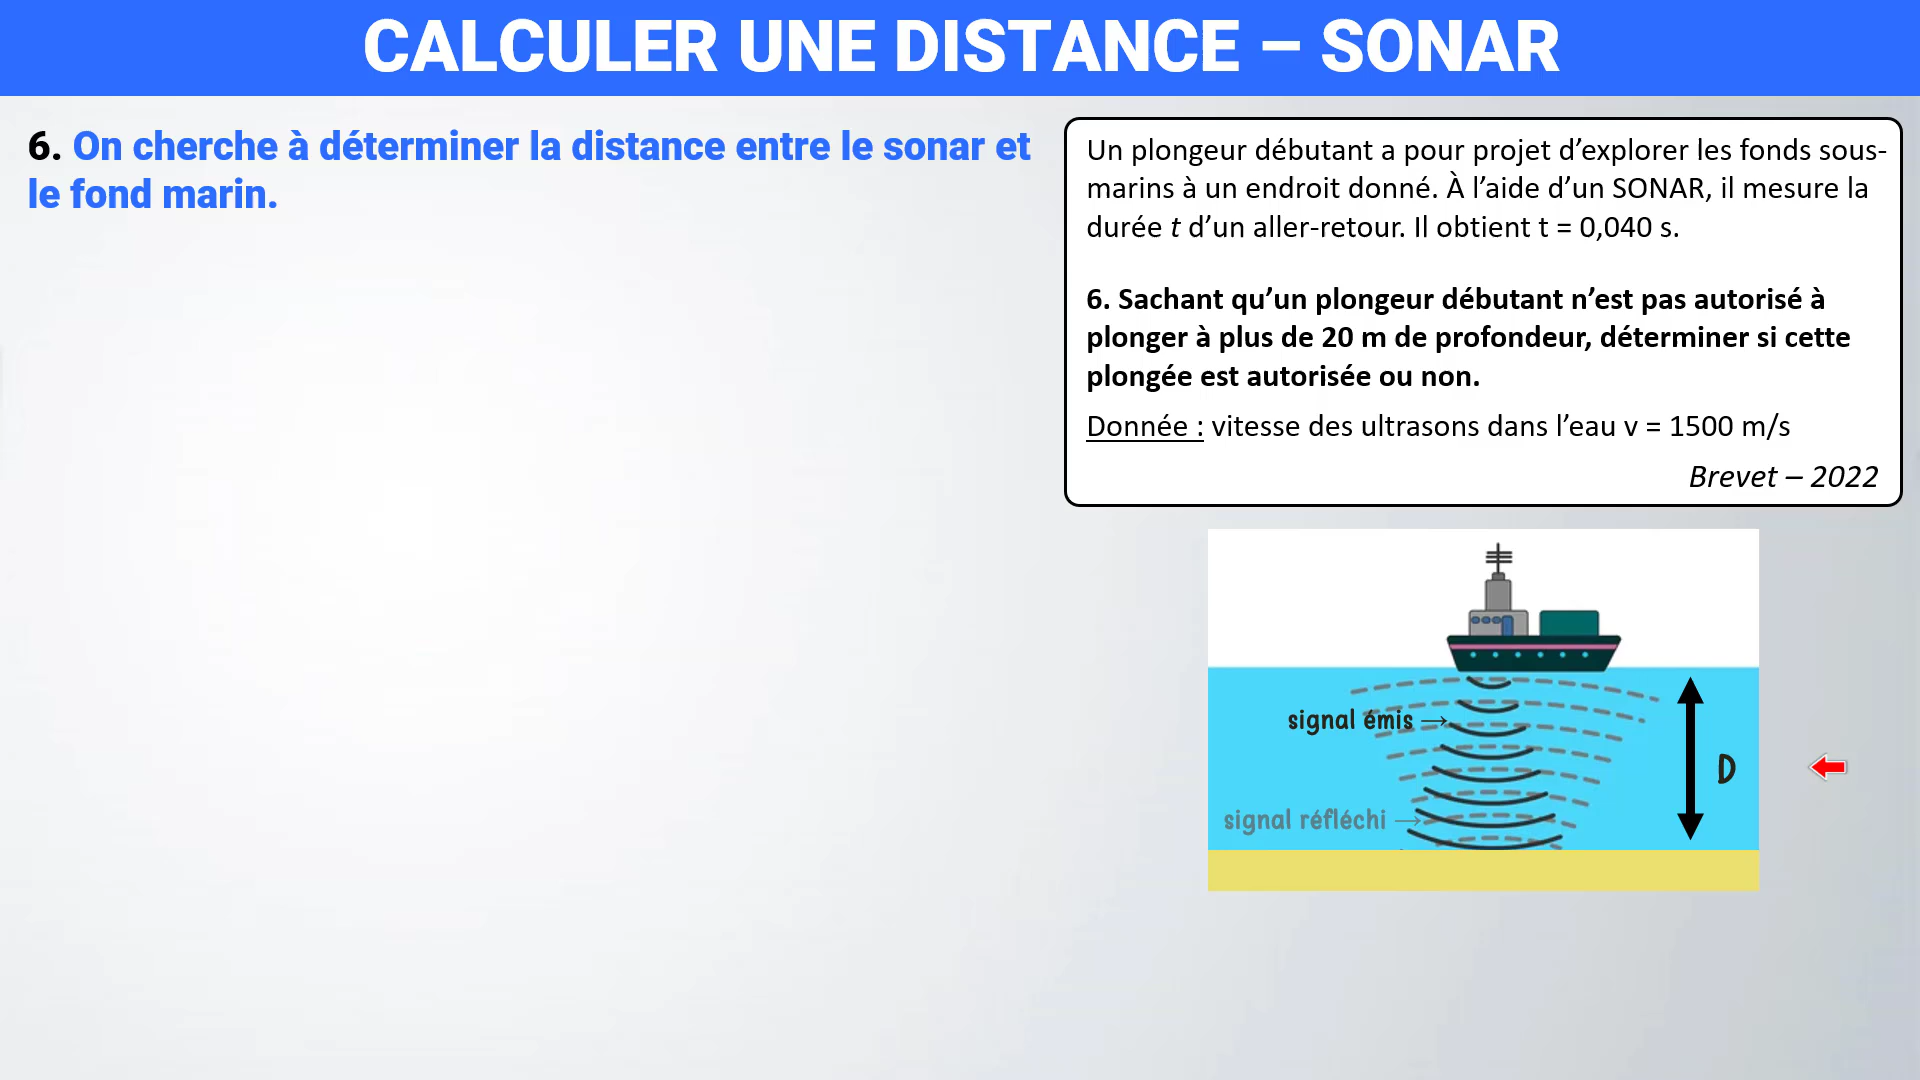 CALCULER UNE DISTANCE – SONAR
6. On cherche à déterminer la distance entre le sonar et
le fond marin.
Un plongeur débutant a pour projet d’explorer les fonds sous-
marins à un endroit donné. À l’aide d’un SONAR, il mesure la
durée t d’un aller-retour. Il obtient t = 0,040 s.
6. Sachant qu’un plongeur débutant n’est pas autorisé à
plonger à plus de 20 m de profondeur, déterminer si cette
plongée est autorisée ou non.
Donnée : vitesse des ultrasons dans l’eau v = 1500 m/s
Brevet – 2022
signal émis →
D
signal réfléchi →